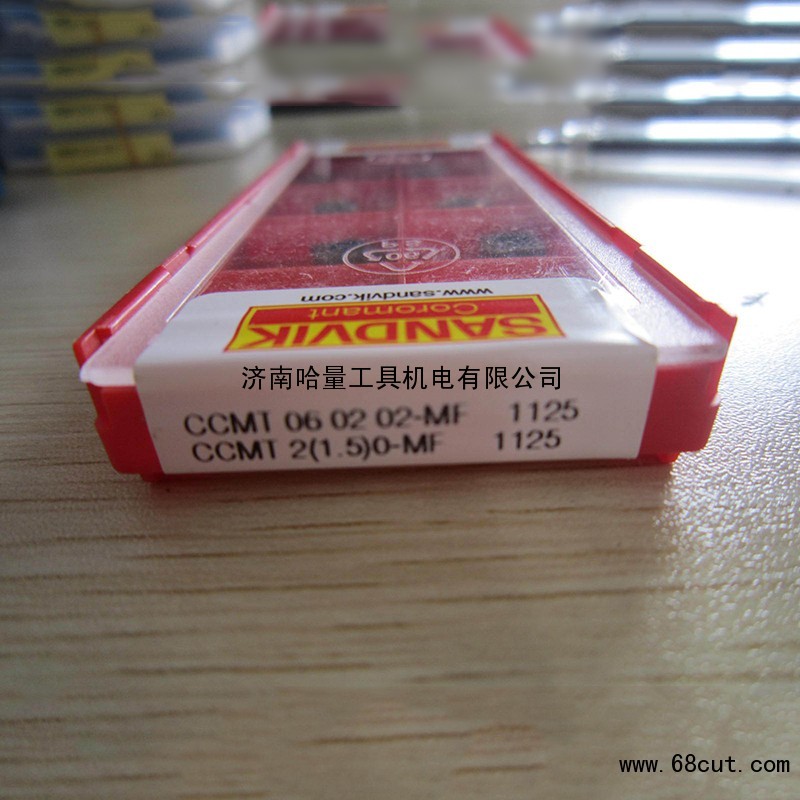 www.sandvik.com
SANDVIK
Coromant
济南哈量工具机电有限公司
CCMT 06 02 02-MF 1125
CCMT 2(1.5)0-MF 1125
www.68cut.com